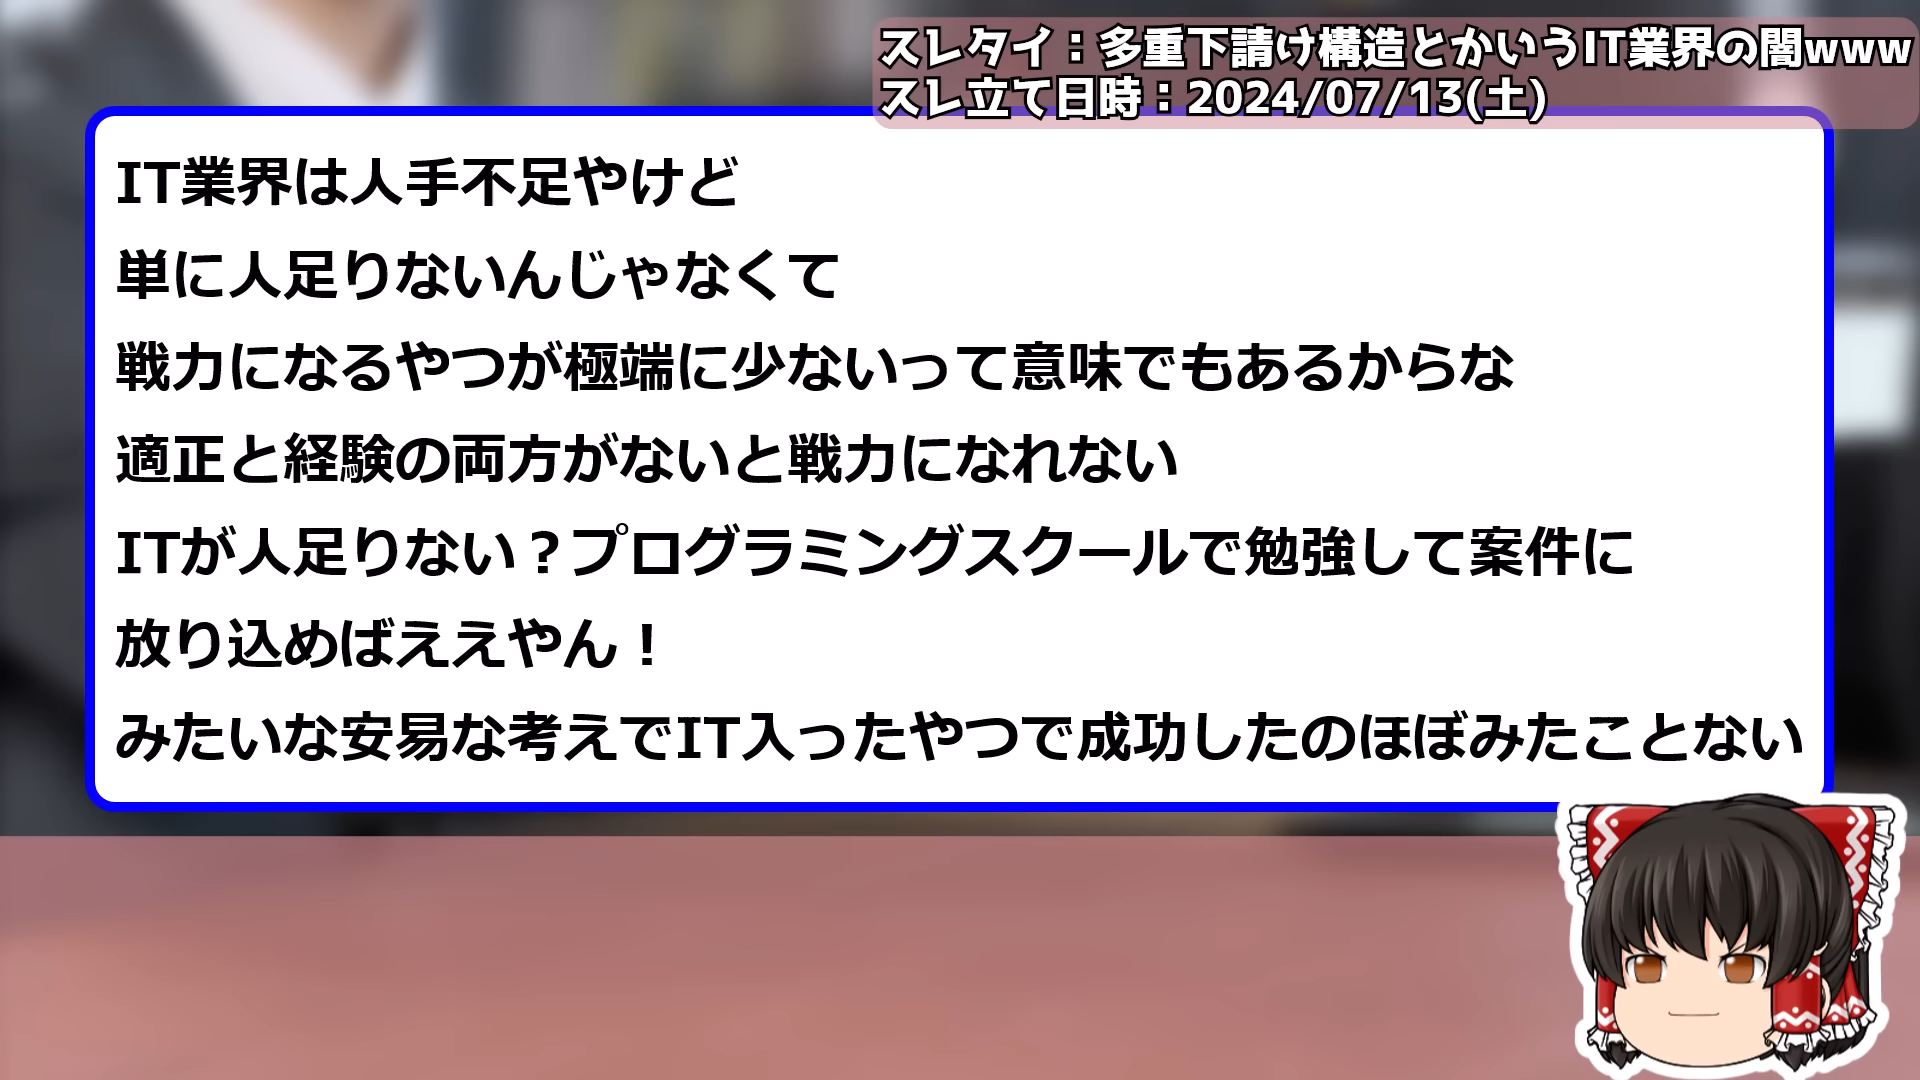 スレタイ：多重下請け構造とかいうIT業界の闇www
スレ立て日時：2024/07/13(土)
IT業界は人手不足やけど
単に人足りないんじゃなくて
戦力になるやつが極端に少ないって意味でもあるからな
適正と経験の両方がないと戦力になれない
ITが人足りない？プログラミングスクールで勉強して案件に
放り込めばええやん！
みたいな安易な考えでIT入ったやつで成功したのほぼみたことない